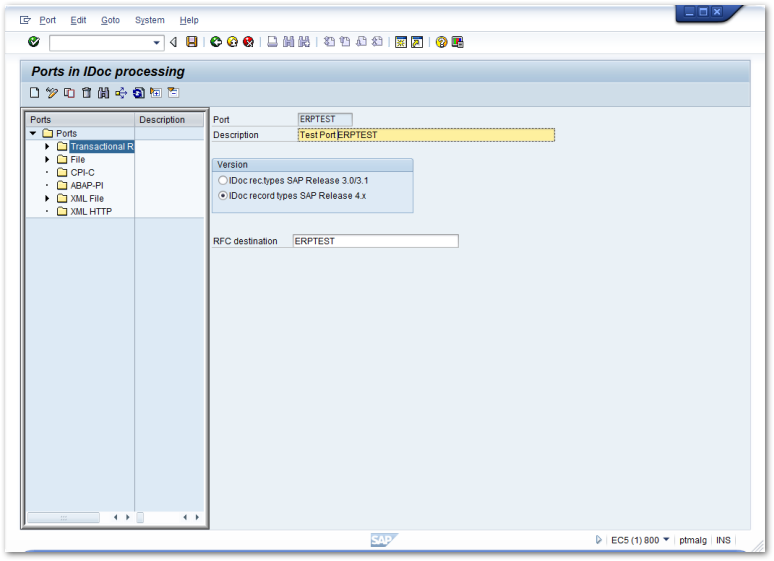 Port Edit Goto System Help
Ports in IDoc processing
Ports Description
Ports
Transactional R
File
CPI-C
ABAP-PI
XML File
XML HTTP
Port ERPTEST
Description Test Port ERPTEST
Version
IDoc rec.types SAP Release 3.0/3.1
IDoc record types SAP Release 4.x
RFC destination ERPTEST
SAP
EC5 (1) 800 ptmalg INS